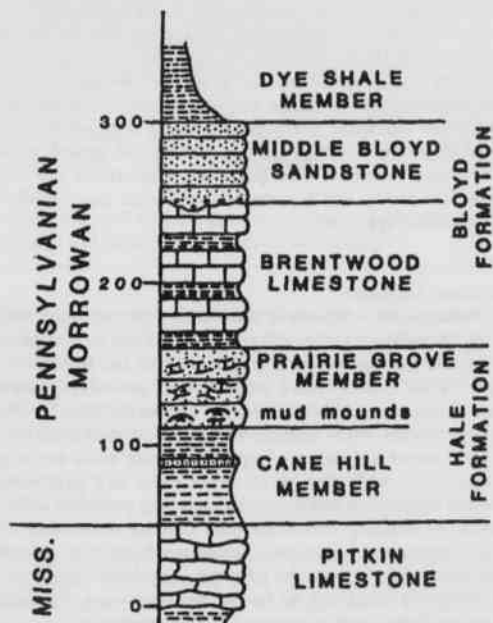 DYE SHALE
MEMBER
300
MIDDLE BLOYD
SANDSTONE
BLOYD
FORMATION
200
BRENTWOOD
LIMESTONE
PENNSYLVANIAN
MORROWAN
PRAIRIE GROVE
MEMBER
mud mounds
HALE
FORMATION
100
CANE HILL
MEMBER
MISS.
PITKIN
LIMESTONE
0